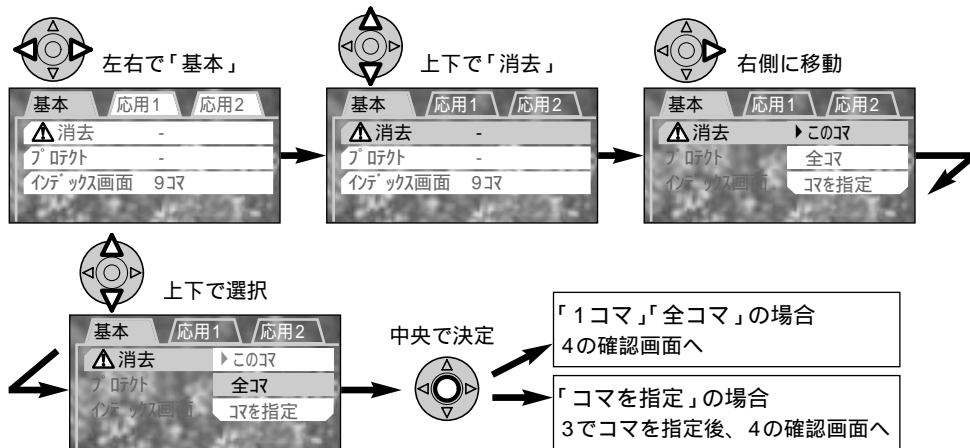 左右で「基本」
基本 応用1 応用2
消去 -
プロテクト -
インデックス画面 9コマ
上下で「消去」
基本 応用1 応用2
消去 -
プロテクト -
インデックス画面 9コマ
右側に移動
基本 応用1 応用2
消去 このコマ
プロテクト 全コマ
インデックス画面 コマを指定
上下で選択
基本 応用1 応用2
消去 このコマ
プロテクト 全コマ
インデックス画面 コマを指定
中央で決定
「1コマ」「全コマ」の場合
4の確認画面へ
「コマを指定」の場合
3でコマを指定後、4の確認画面へ